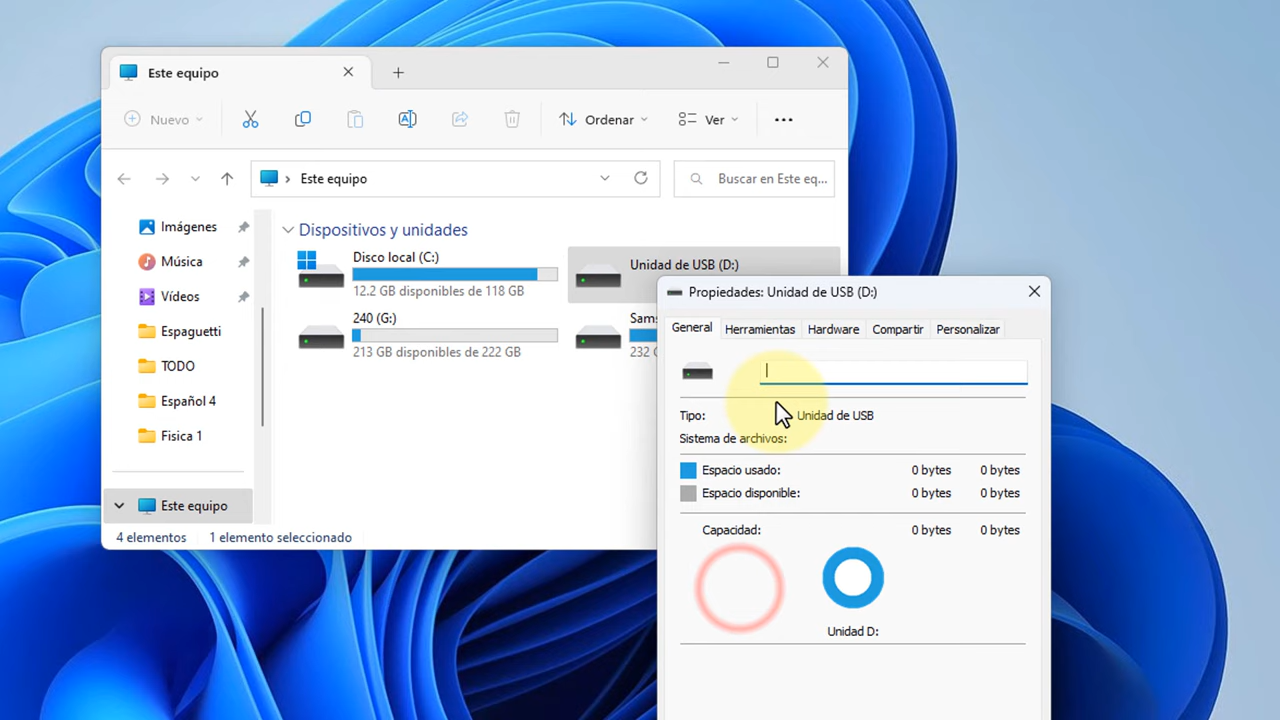 Este equipo
Nuevo
Ordenar
Ver
Este equipo
Buscar en Este eq...
Imágenes
Música
Vídeos
Espaguetti
TODO
Español 4
Fisica 1
Este equipo
Dispositivos y unidades
Disco local (C:)
12.2 GB disponibles de 118 GB
Unidad de USB (D:)
240 (G:)
213 GB disponibles de 222 GB
Sams
232 G
4 elementos 1 elemento seleccionado
Propiedades: Unidad de USB (D:)
General Herramientas Hardware Compartir Personalizar
Tipo: Unidad de USB
Sistema de archivos:
Espacio usado: 0 bytes 0 bytes
Espacio disponible: 0 bytes 0 bytes
Capacidad: 0 bytes 0 bytes
Unidad D: